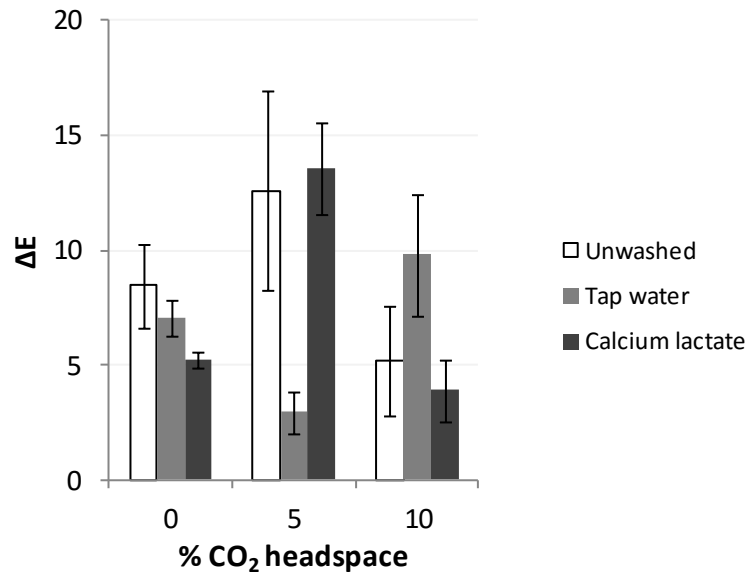 20
15
10
5
0
ΔE
0 5 10
% CO₂ headspace
Unwashed
Tap water
Calcium lactate